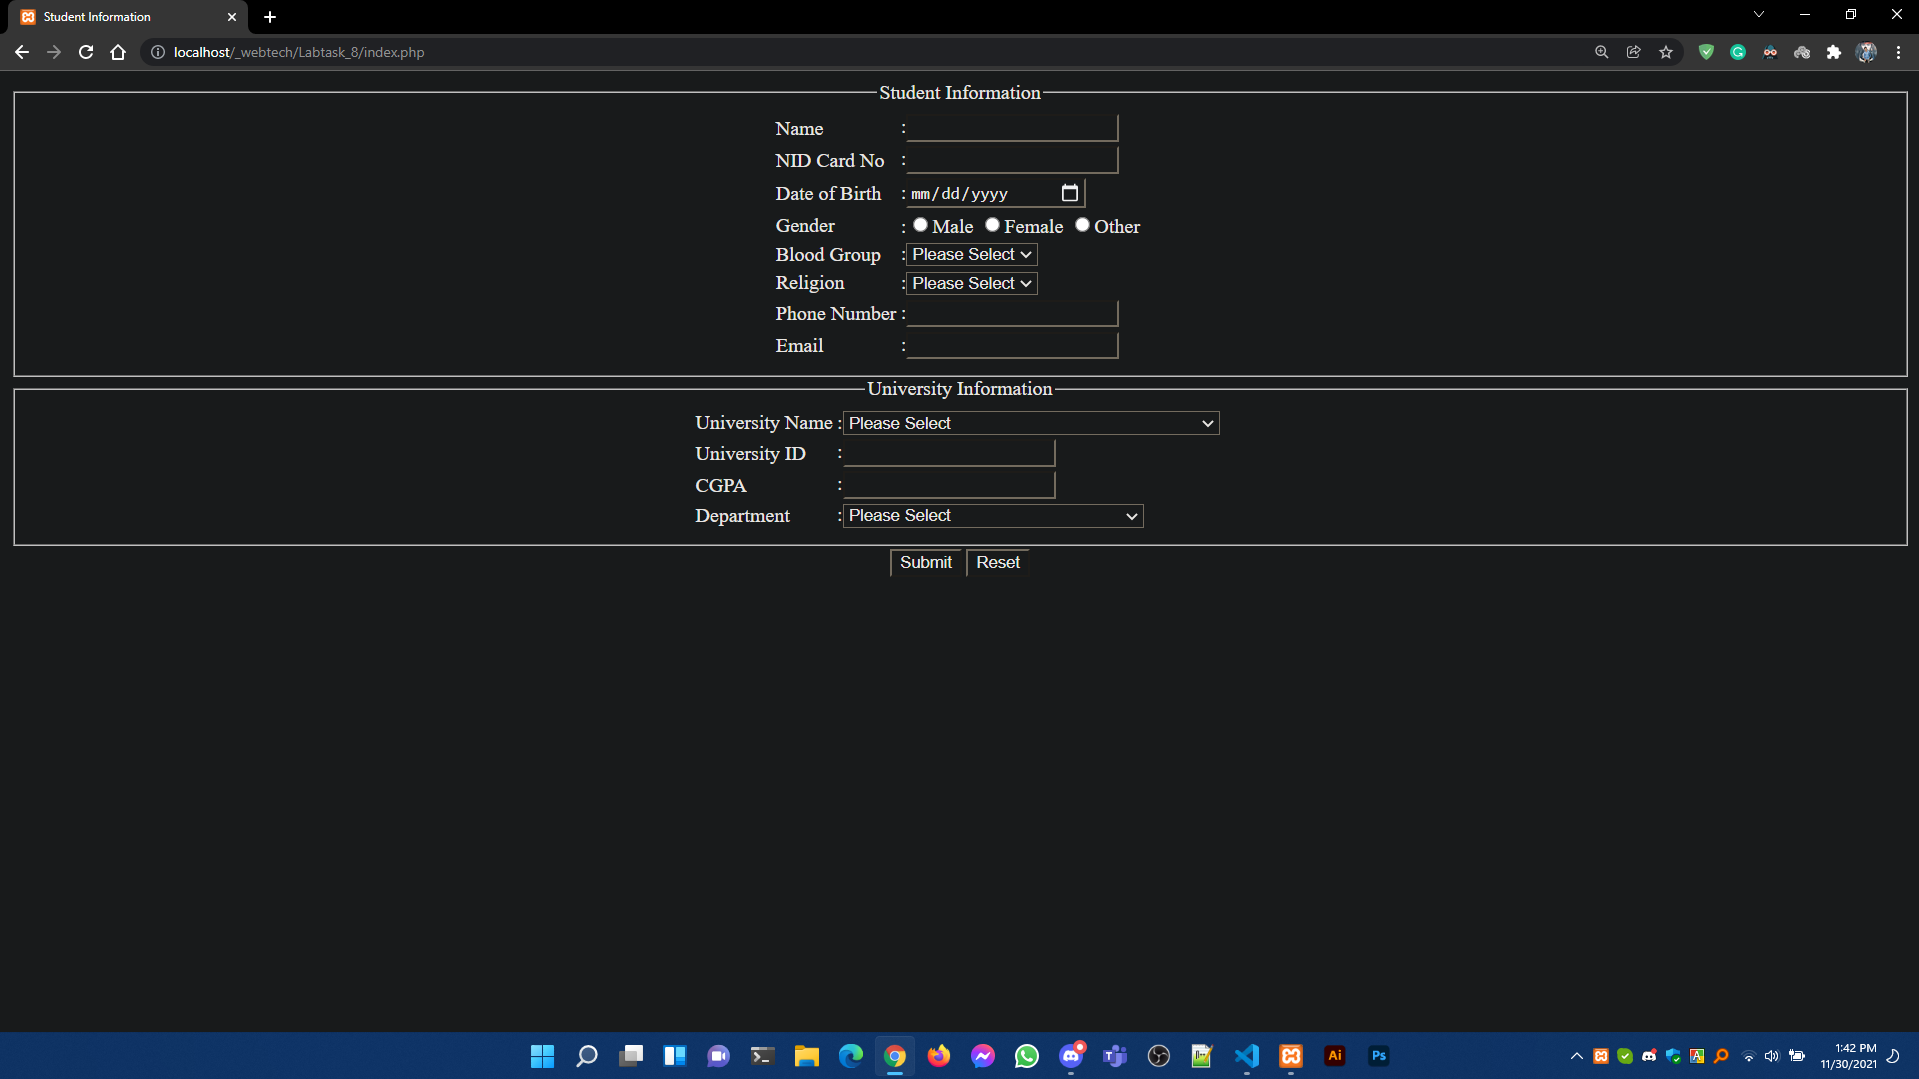 Student Information
localhost/_webtech/Labtask_8/index.php
Student Information
Name :
NID Card No :
Date of Birth : mm/dd/yyyy
Gender : Male Female Other
Blood Group : Please Select
Religion : Please Select
Phone Number :
Email :
University Information
University Name : Please Select
University ID :
CGPA :
Department : Please Select
Submit Reset
Ai Ps
1:42 PM
11/30/2021